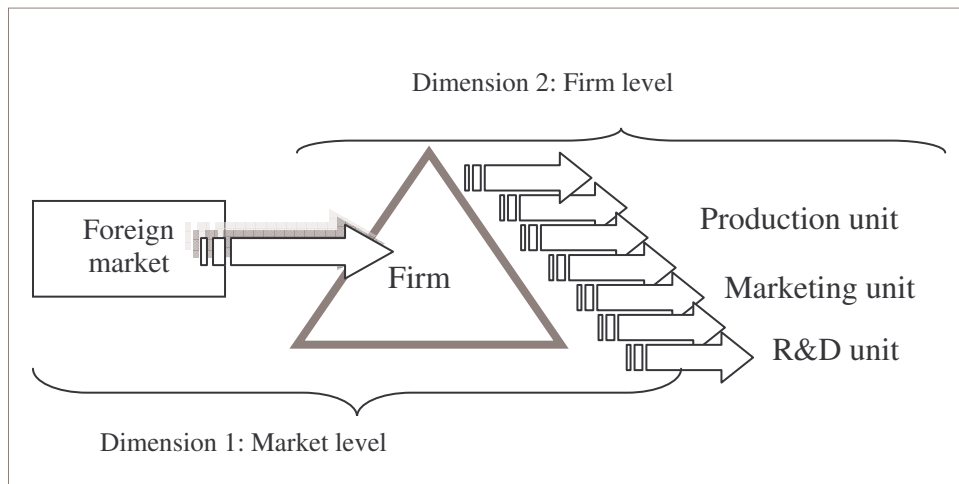 Dimension 2: Firm level
Foreign
market
Firm
Production unit
Marketing unit
R&D unit
Dimension 1: Market level